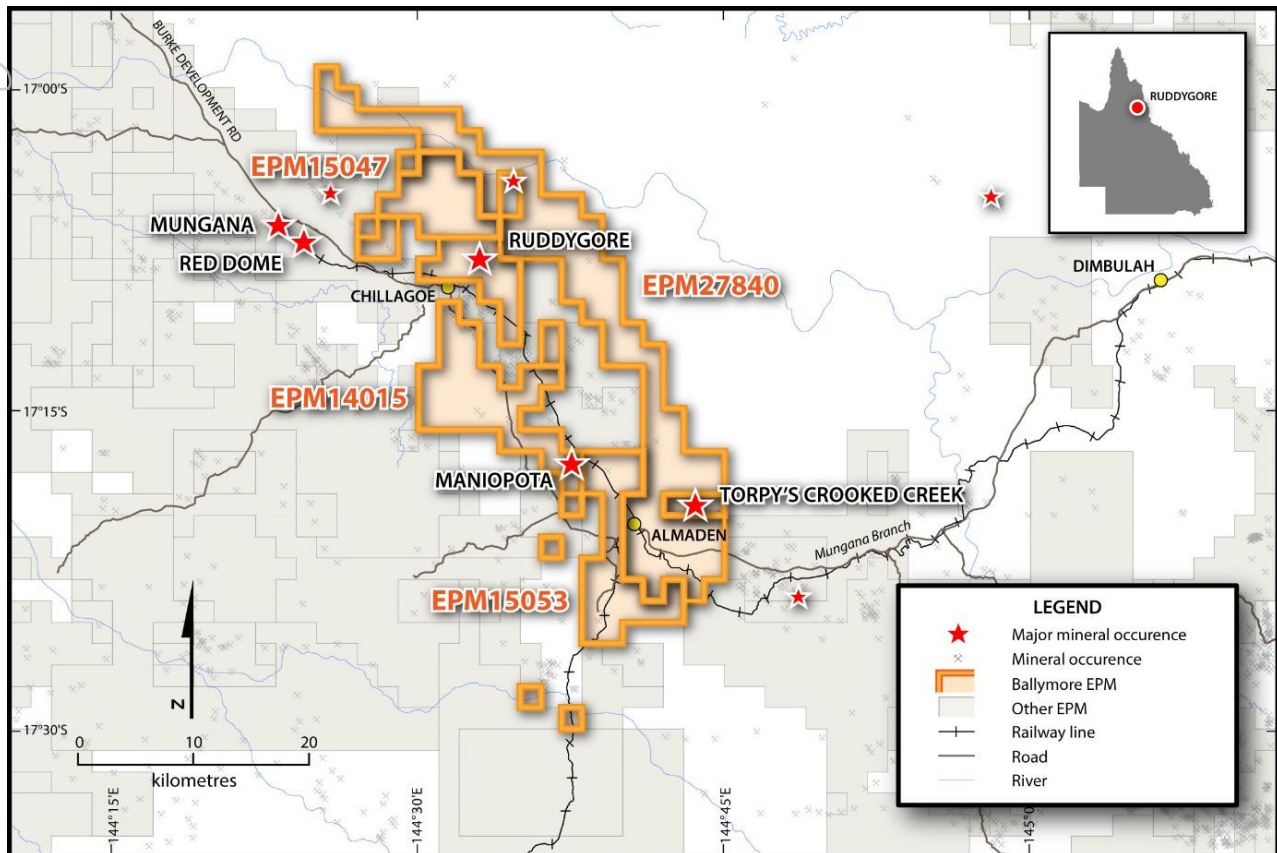 BURKE DEVELOPMENT RD
17°00'S
RUDDYGORE
EPM15047
MUNGANA
RED DOME
RUDDYGORE
CHILLAGOE
EPM27840
DIMBULAH
EPM14015
17°15'S
MANIOPOTA
TORPY'S CROOKED CREEK
ALMADEN
Mungana Branch
EPM15053
N
17°30'S
0 10 20
kilometres
144°15'E
144°30'E
144°45'E
LEGEND
Major mineral occurence
Mineral occurence
Ballymore EPM
Other EPM
Railway line
Road
River